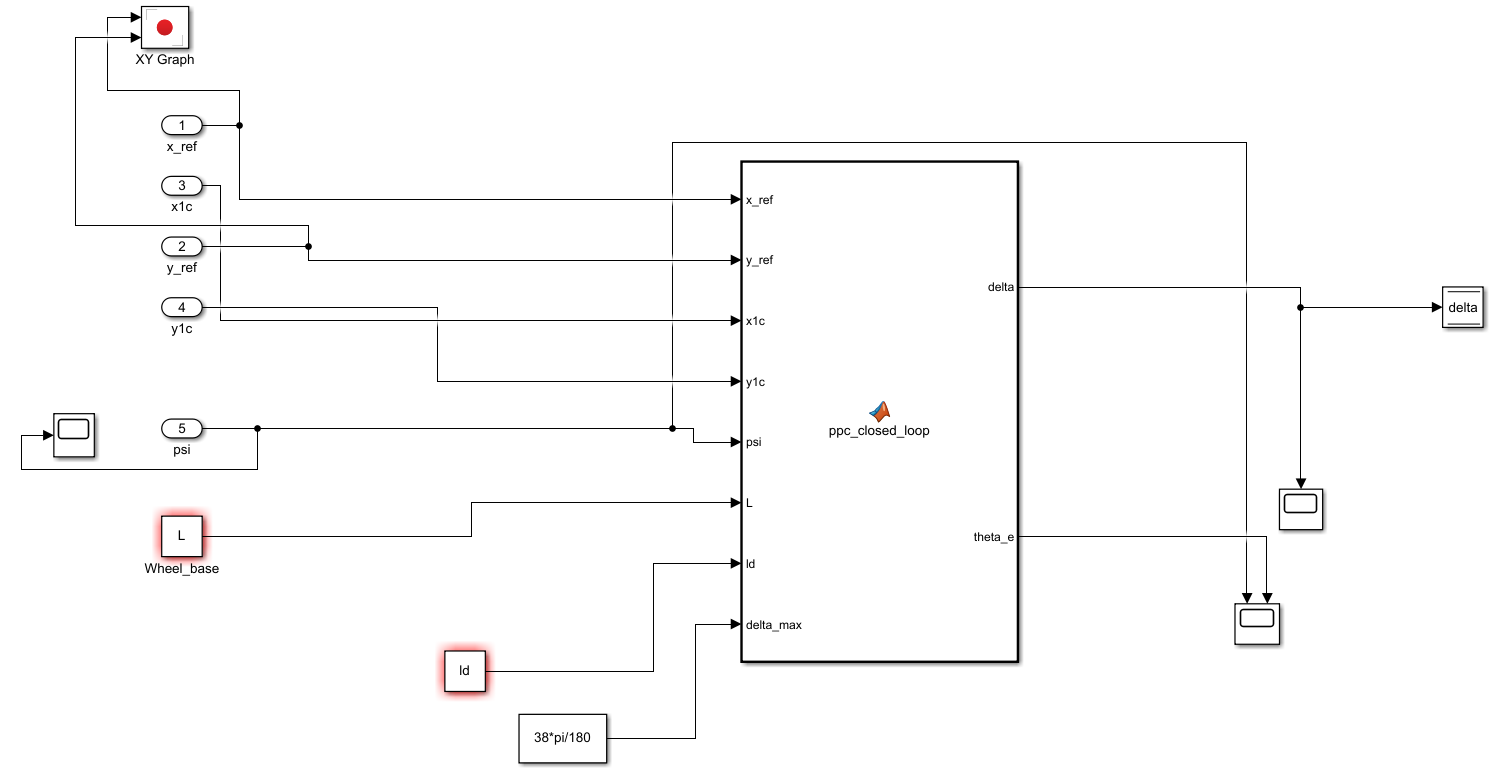 XY Graph
1
x_ref
3
x1c
2
y_ref
4
y1c
5
psi
L
Wheel_base
ld
38*pi/180
x_ref
y_ref
x1c
y1c
psi
L
ld
delta_max
ppc_closed_loop
delta
theta_e
delta